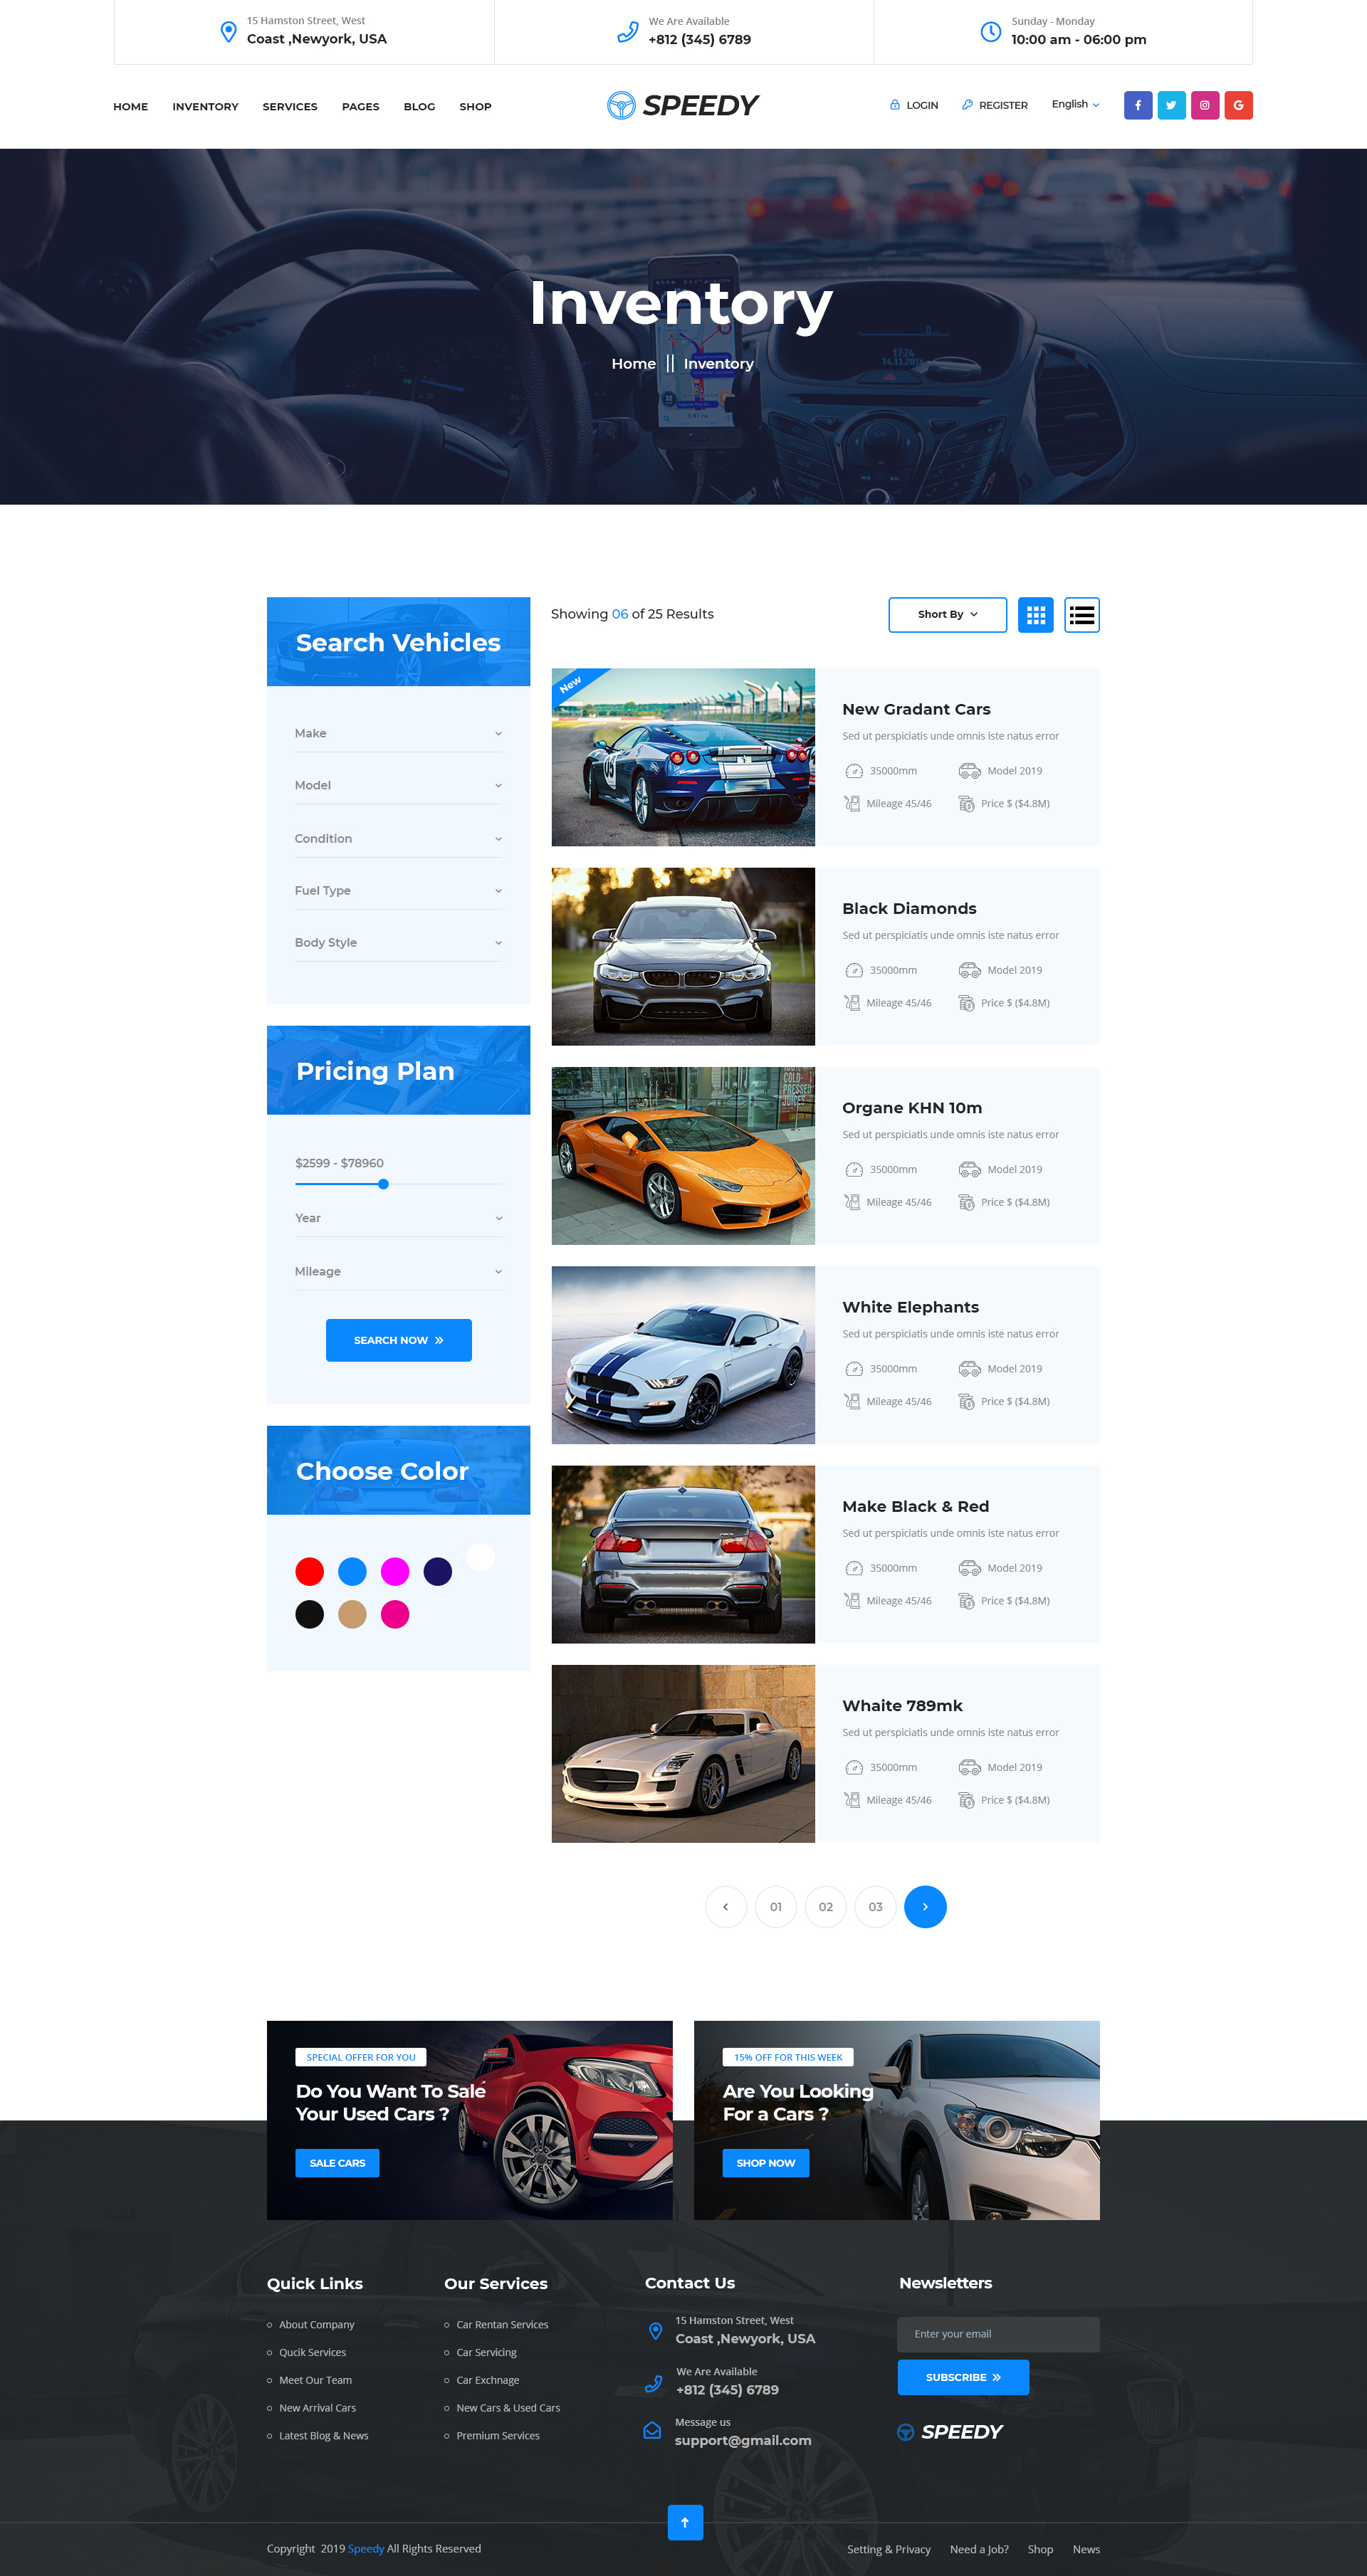 15 Hamston Street, West
Coast ,Newyork, USA
We Are Available
+812 (345) 6789
Sunday - Monday
10:00 am - 06:00 pm
HOME INVENTORY SERVICES PAGES BLOG SHOP
SPEEDY
LOGIN REGISTER English
Inventory
Home || Inventory
Search Vehicles
Make
Model
Condition
Fuel Type
Body Style
Pricing Plan
$2599 - $78960
Year
Mileage
SEARCH NOW
Choose Color
Showing 06 of 25 Results
Short By
New
New Gradant Cars
Sed ut perspiciatis unde omnis iste natus error
35000mm Model 2019
Mileage 45/46 Price $ ($4.8M)
Black Diamonds
Sed ut perspiciatis unde omnis iste natus error
35000mm Model 2019
Mileage 45/46 Price $ ($4.8M)
COLD-
PRESSED
JUICES
Organe KHN 10m
Sed ut perspiciatis unde omnis iste natus error
35000mm Model 2019
Mileage 45/46 Price $ ($4.8M)
White Elephants
Sed ut perspiciatis unde omnis iste natus error
35000mm Model 2019
Mileage 45/46 Price $ ($4.8M)
Make Black & Red
Sed ut perspiciatis unde omnis iste natus error
35000mm Model 2019
Mileage 45/46 Price $ ($4.8M)
Whaite 789mk
Sed ut perspiciatis unde omnis iste natus error
35000mm Model 2019
Mileage 45/46 Price $ ($4.8M)
01 02 03
SPECIAL OFFER FOR YOU
Do You Want To Sale
Your Used Cars ?
SALE CARS
15% OFF FOR THIS WEEK
Are You Looking
For a Cars ?
SHOP NOW
Quick Links
About Company
Qucik Services
Meet Our Team
New Arrival Cars
Latest Blog & News
Our Services
Car Rentan Services
Car Servicing
Car Exchnage
New Cars & Used Cars
Premium Services
Contact Us
15 Hamston Street, West
Coast ,Newyork, USA
We Are Available
+812 (345) 6789
Message us
support@gmail.com
Newsletters
Enter your email
SUBSCRIBE
SPEEDY
Copyright 2019 Speedy All Rights Reserved
Setting & Privacy Need a Job? Shop News